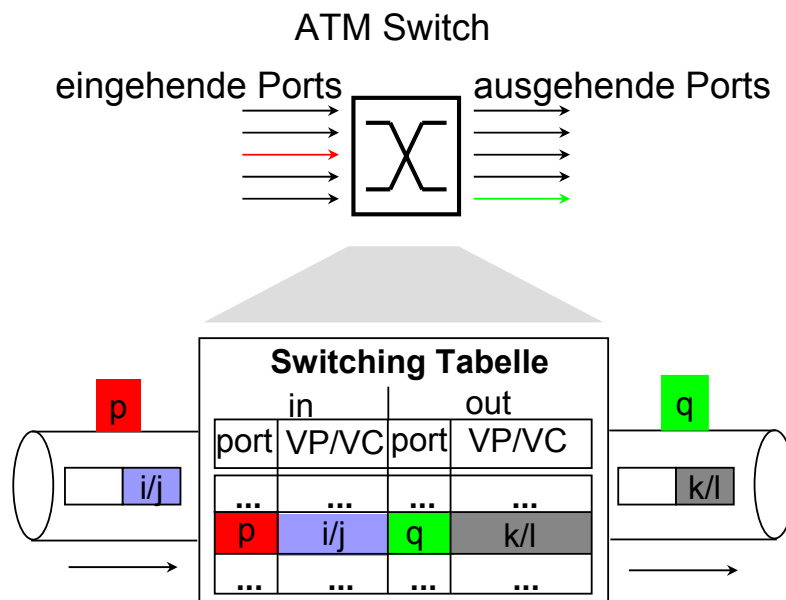 ATM Switch
eingehende Ports
ausgehende Ports
Switching Tabelle
in out
port VP/VC port VP/VC
... ... ... ...
p i/j q k/l
... ... ... ...
p
i/j
q
k/l